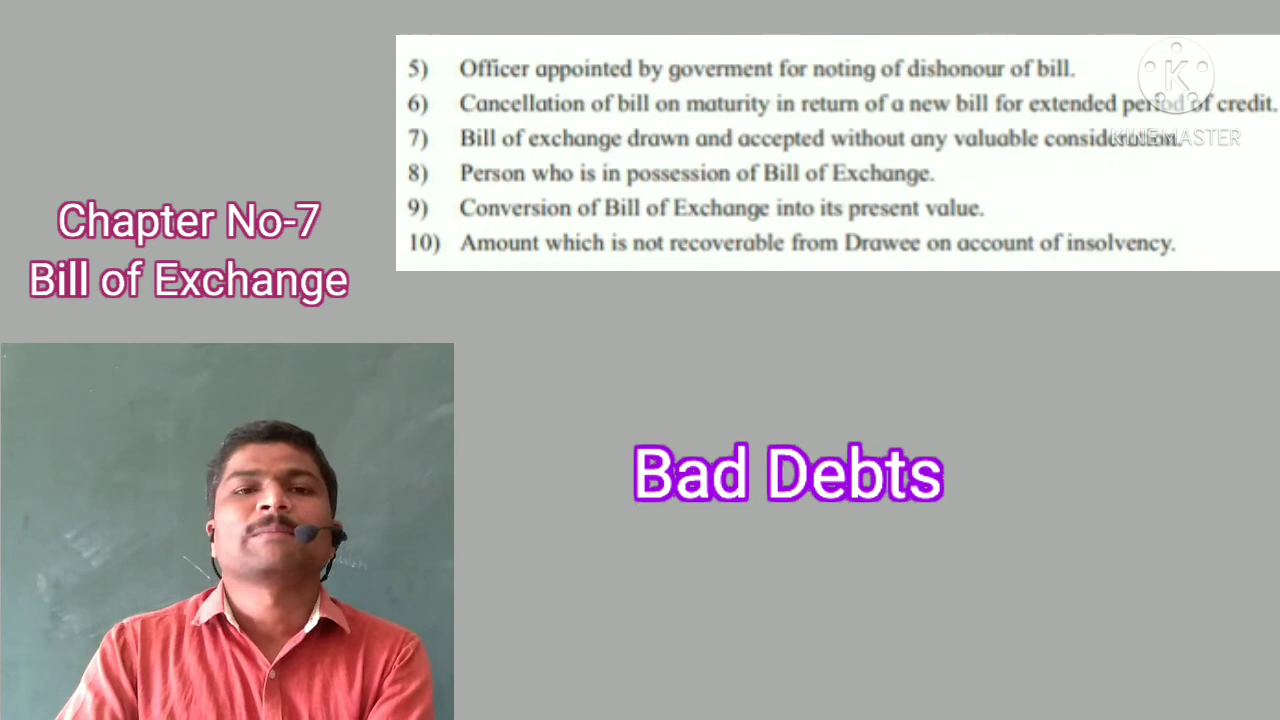 5) Officer appointed by goverment for noting of dishonour of bill.
6) Cancellation of bill on maturity in return of a new bill for extended period of credit.
7) Bill of exchange drawn and accepted without any valuable consideration.
8) Person who is in possession of Bill of Exchange.
9) Conversion of Bill of Exchange into its present value.
10) Amount which is not recoverable from Drawee on account of insolvency.
K
KINEMASTER
Chapter No-7
Bill of Exchange
Bad Debts